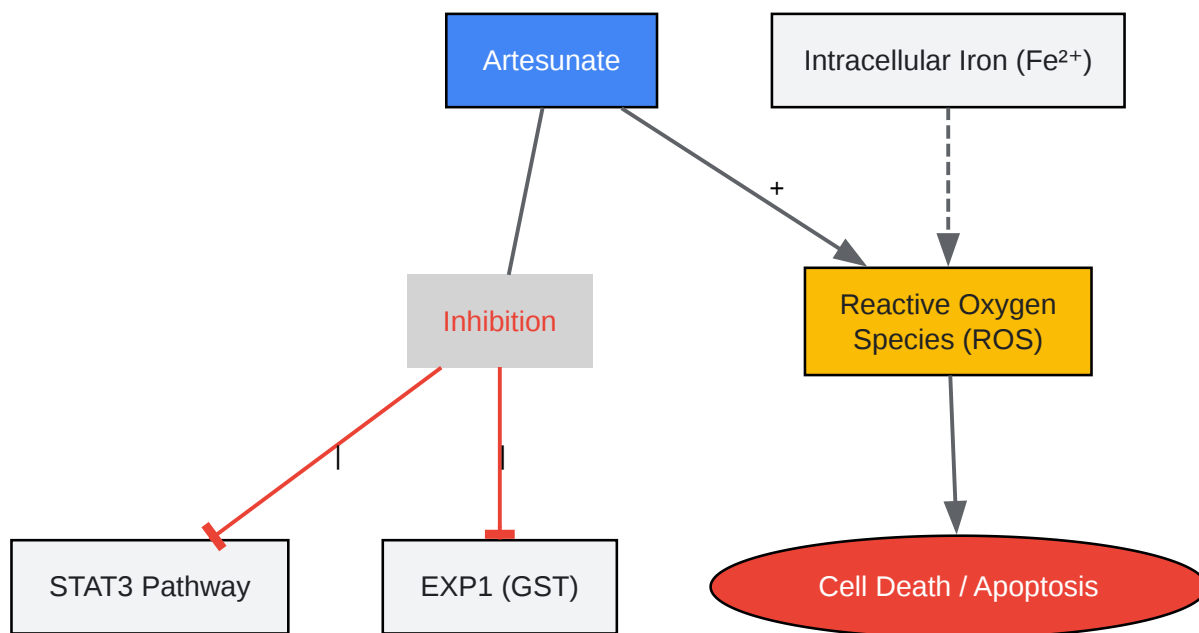 Artesunate
Intracellular Iron (Fe²⁺)
+
Inhibition
Reactive Oxygen
Species (ROS)
|
|
STAT3 Pathway
EXP1 (GST)
Cell Death / Apoptosis